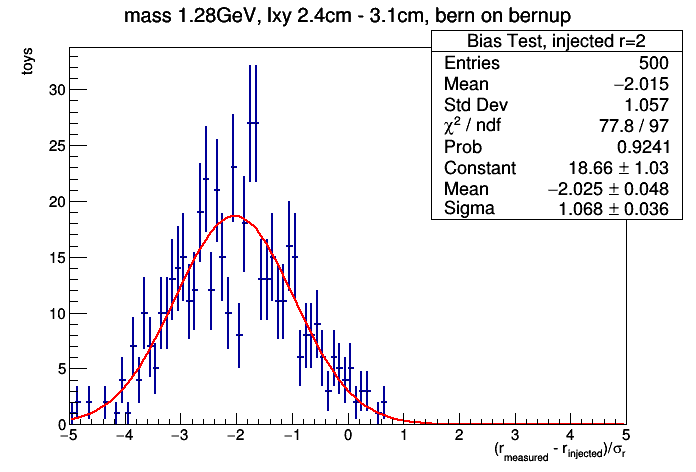 mass 1.28GeV, lxy 2.4cm - 3.1cm, bern on bernup
Bias Test, injected r=2
Entries 500
Mean −2.015
Std Dev 1.057
χ² / ndf 77.8 / 97
Prob 0.9241
Constant 18.66 ± 1.03
Mean −2.025 ± 0.048
Sigma 1.068 ± 0.036
toys
30
25
20
15
10
5
0
−5 −4 −3 −2 −1 0 1 2 3 4 5
(r_measured - r_injected)/σ_r